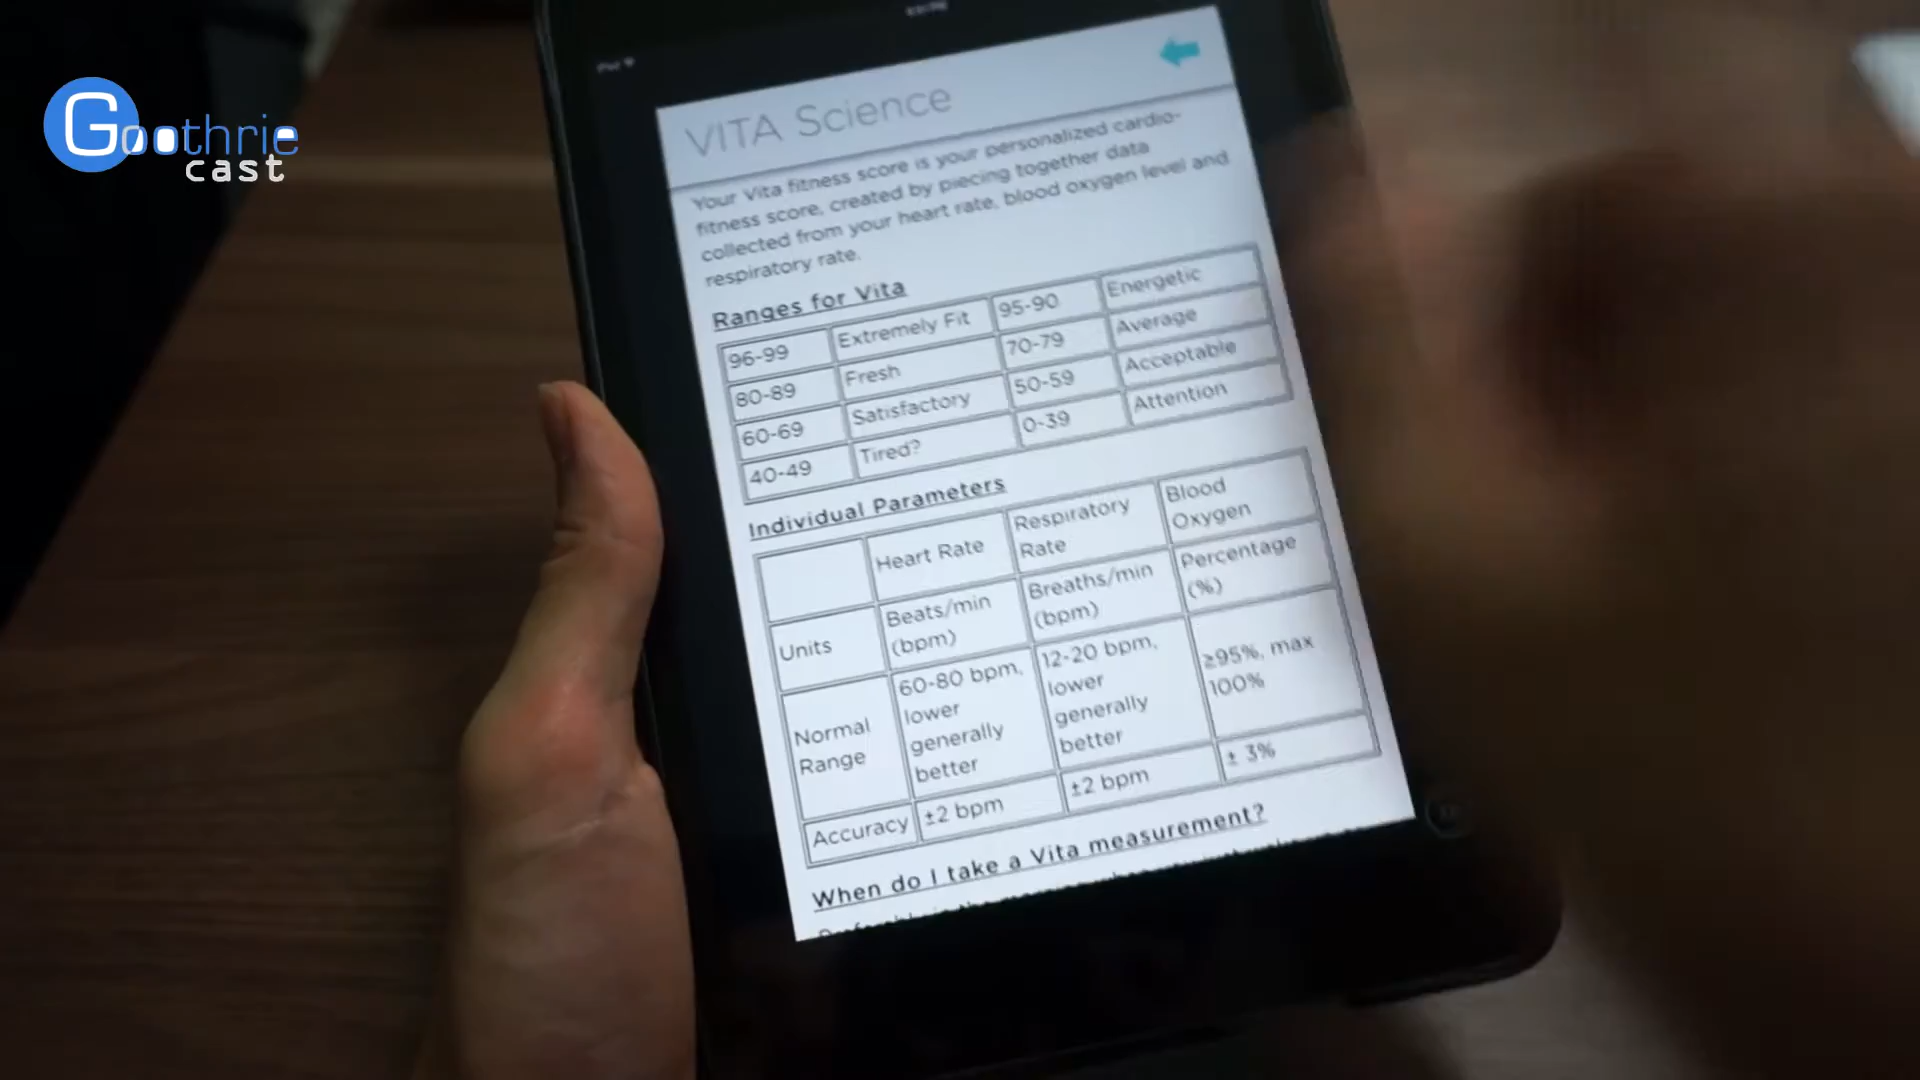 Goothrie
cast
VITA Science
Your Vita fitness score is your personalized cardio-
fitness score, created by piecing together data
collected from your heart rate, blood oxygen level and
respiratory rate.
Ranges for Vita
96-99 Extremely Fit 95-90 Energetic
80-89 Fresh 70-79 Average
60-69 Satisfactory 50-59 Acceptable
40-49 Tired? 0-39 Attention
Individual Parameters
Heart Rate Respiratory Rate Blood Oxygen
Units Beats/min (bpm) Breaths/min (bpm) Percentage (%)
Normal Range 60-80 bpm, lower generally better 12-20 bpm, lower generally better ≥95%, max 100%
Accuracy ±2 bpm ±2 bpm ± 3%
When do I take a Vita measurement?